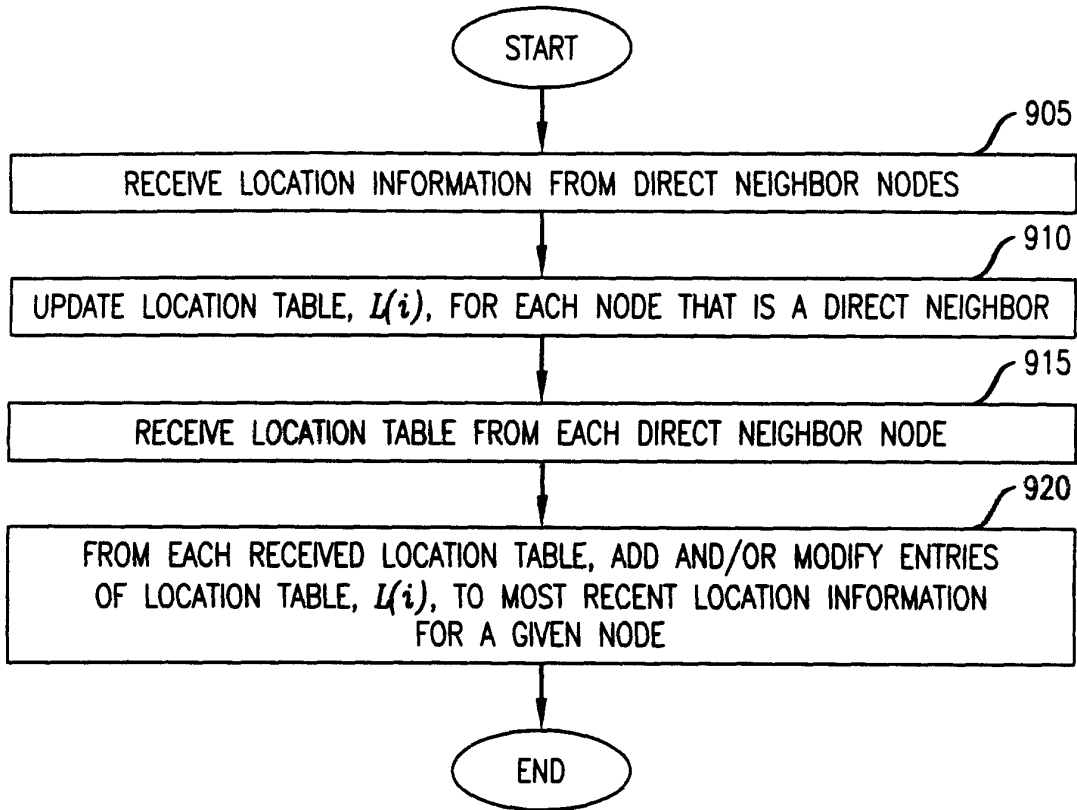 START
905
RECEIVE LOCATION INFORMATION FROM DIRECT NEIGHBOR NODES
910
UPDATE LOCATION TABLE, L(i), FOR EACH NODE THAT IS A DIRECT NEIGHBOR
915
RECEIVE LOCATION TABLE FROM EACH DIRECT NEIGHBOR NODE
920
FROM EACH RECEIVED LOCATION TABLE, ADD AND/OR MODIFY ENTRIES
OF LOCATION TABLE, L(i), TO MOST RECENT LOCATION INFORMATION
FOR A GIVEN NODE
END